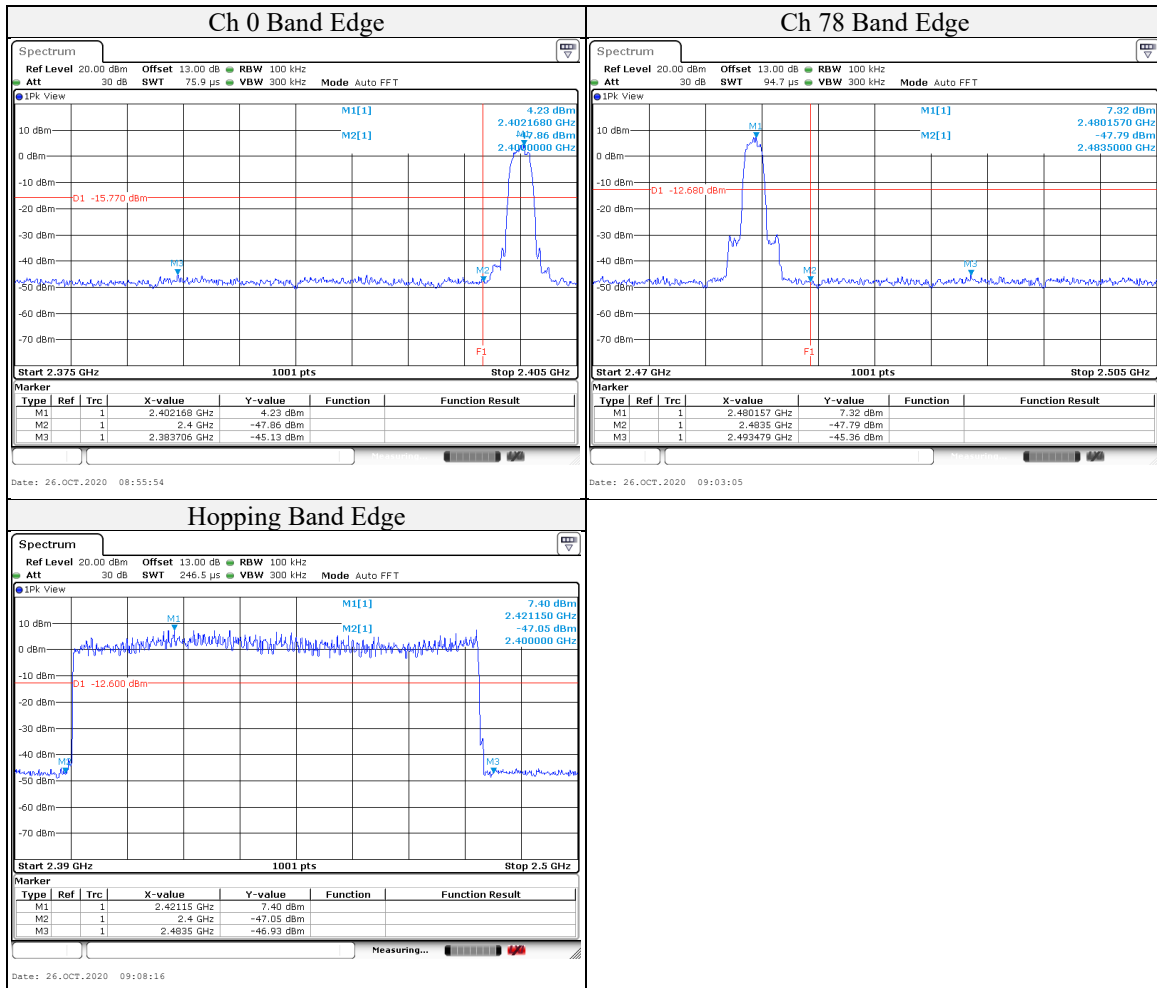 Ch 0 Band Edge
Spectrum
Ref Level 20.00 dBm Offset 13.00 dB RBW 100 kHz
Att 30 dB SWT 75.9 µs VBW 300 kHz Mode Auto FFT
1Pk View
M1[1] 4.23 dBm
2.4021680 GHz
M2[1] -47.86 dBm
2.4000000 GHz
M1
10 dBm
0 dBm
-10 dBm
D1 -15.770 dBm
-20 dBm
-30 dBm
-40 dBm
M3
M2
-50 dBm
-60 dBm
-70 dBm
F1
Start 2.375 GHz 1001 pts Stop 2.405 GHz
Marker
Type Ref Trc X-value Y-value Function Function Result
M1 1 2.402168 GHz 4.23 dBm
M2 1 2.4 GHz -47.86 dBm
M3 1 2.383706 GHz -45.13 dBm
Measuring...
Date: 26.OCT.2020 08:55:54
Ch 78 Band Edge
Spectrum
Ref Level 20.00 dBm Offset 13.00 dB RBW 100 kHz
Att 30 dB SWT 94.7 µs VBW 300 kHz Mode Auto FFT
1Pk View
M1[1] 7.32 dBm
2.4801570 GHz
M2[1] -47.79 dBm
2.4835000 GHz
10 dBm
M1
0 dBm
-10 dBm
D1 -12.680 dBm
-20 dBm
-30 dBm
-40 dBm
M2
M3
-50 dBm
-60 dBm
-70 dBm
F1
Start 2.47 GHz 1001 pts Stop 2.505 GHz
Marker
Type Ref Trc X-value Y-value Function Function Result
M1 1 2.480157 GHz 7.32 dBm
M2 1 2.4835 GHz -47.79 dBm
M3 1 2.493479 GHz -45.36 dBm
Measuring...
Date: 26.OCT.2020 09:03:05
Hopping Band Edge
Spectrum
Ref Level 20.00 dBm Offset 13.00 dB RBW 100 kHz
Att 30 dB SWT 246.5 µs VBW 300 kHz Mode Auto FFT
1Pk View
M1[1] 7.40 dBm
2.421150 GHz
M2[1] -47.05 dBm
2.400000 GHz
10 dBm
M1
0 dBm
-10 dBm
D1 -12.600 dBm
-20 dBm
-30 dBm
-40 dBm
M2
M3
-50 dBm
-60 dBm
-70 dBm
Start 2.39 GHz 1001 pts Stop 2.5 GHz
Marker
Type Ref Trc X-value Y-value Function Function Result
M1 1 2.42115 GHz 7.40 dBm
M2 1 2.4 GHz -47.05 dBm
M3 1 2.4835 GHz -46.93 dBm
Measuring...
Date: 26.OCT.2020 09:08:16